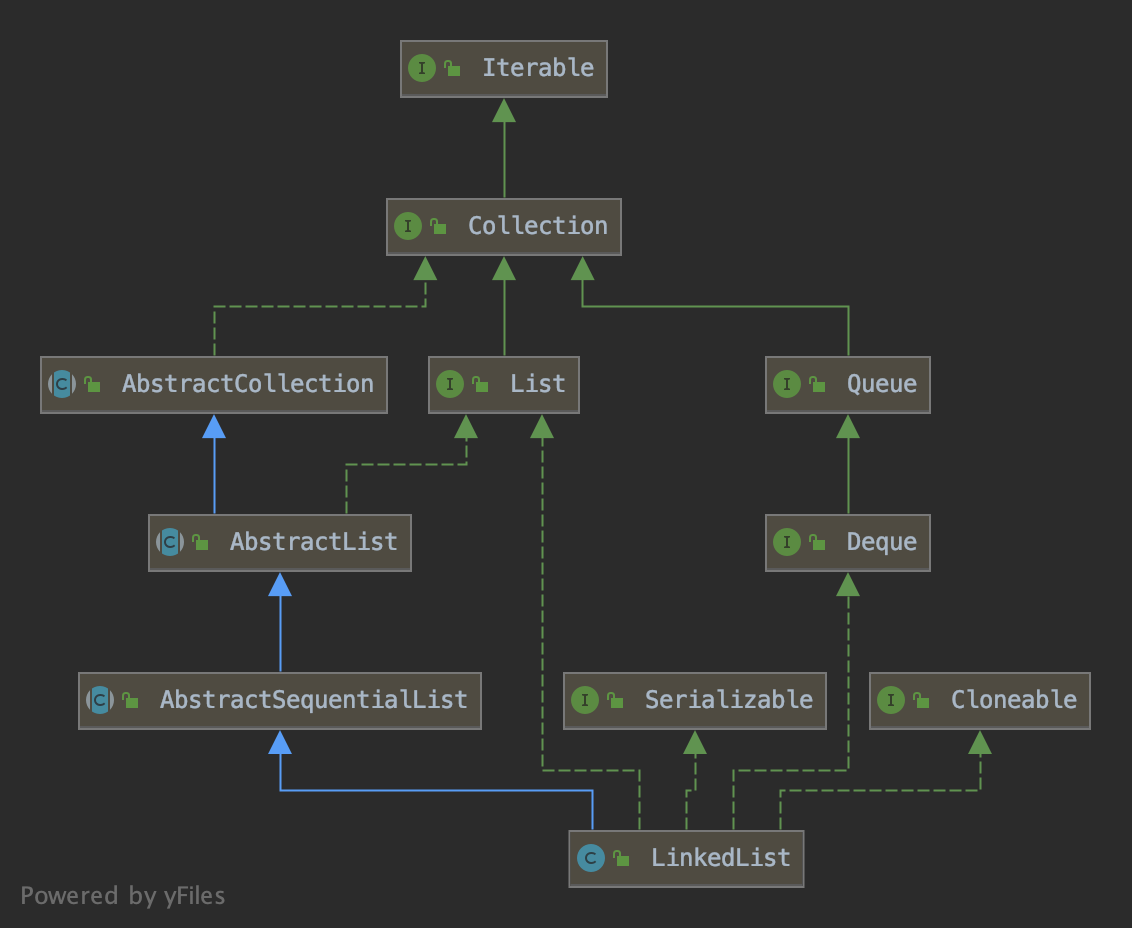 Iterable
Collection
AbstractCollection
List
Queue
AbstractList
Deque
AbstractSequentialList
Serializable
Cloneable
LinkedList
Powered by yFiles